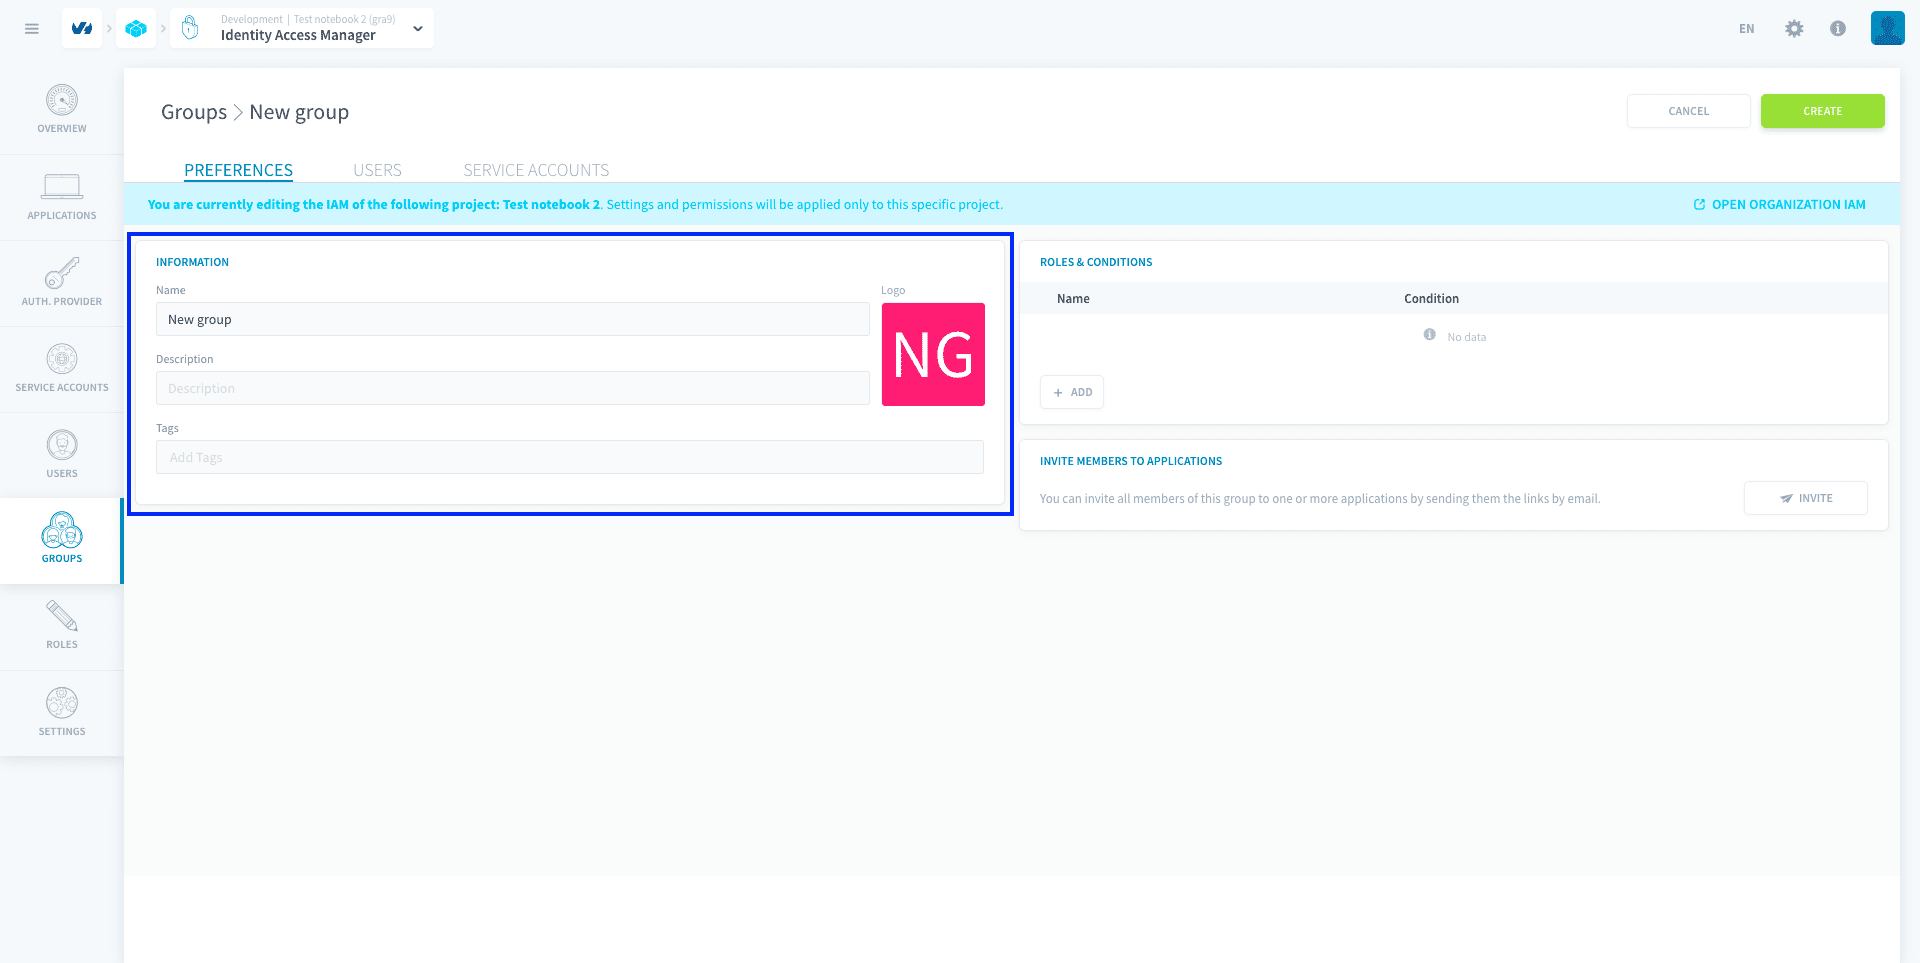 Development | Test notebook 2 (gra9)
Identity Access Manager
EN
OVERVIEW
APPLICATIONS
AUTH. PROVIDER
SERVICE ACCOUNTS
USERS
GROUPS
ROLES
SETTINGS
Groups > New group
CANCEL
CREATE
PREFERENCES USERS SERVICE ACCOUNTS
You are currently editing the IAM of the following project: Test notebook 2. Settings and permissions will be applied only to this specific project.
OPEN ORGANIZATION IAM
INFORMATION
Name
New group
Logo
NG
Description
Description
Tags
Add Tags
ROLES & CONDITIONS
Name Condition
No data
+ ADD
INVITE MEMBERS TO APPLICATIONS
You can invite all members of this group to one or more applications by sending them the links by email.
INVITE